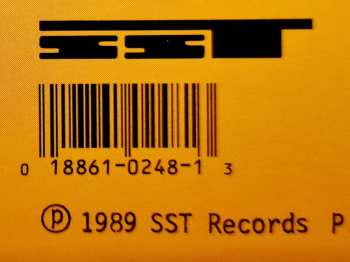 SST
0 18861-0248-1 3
℗ 1989 SST Records P